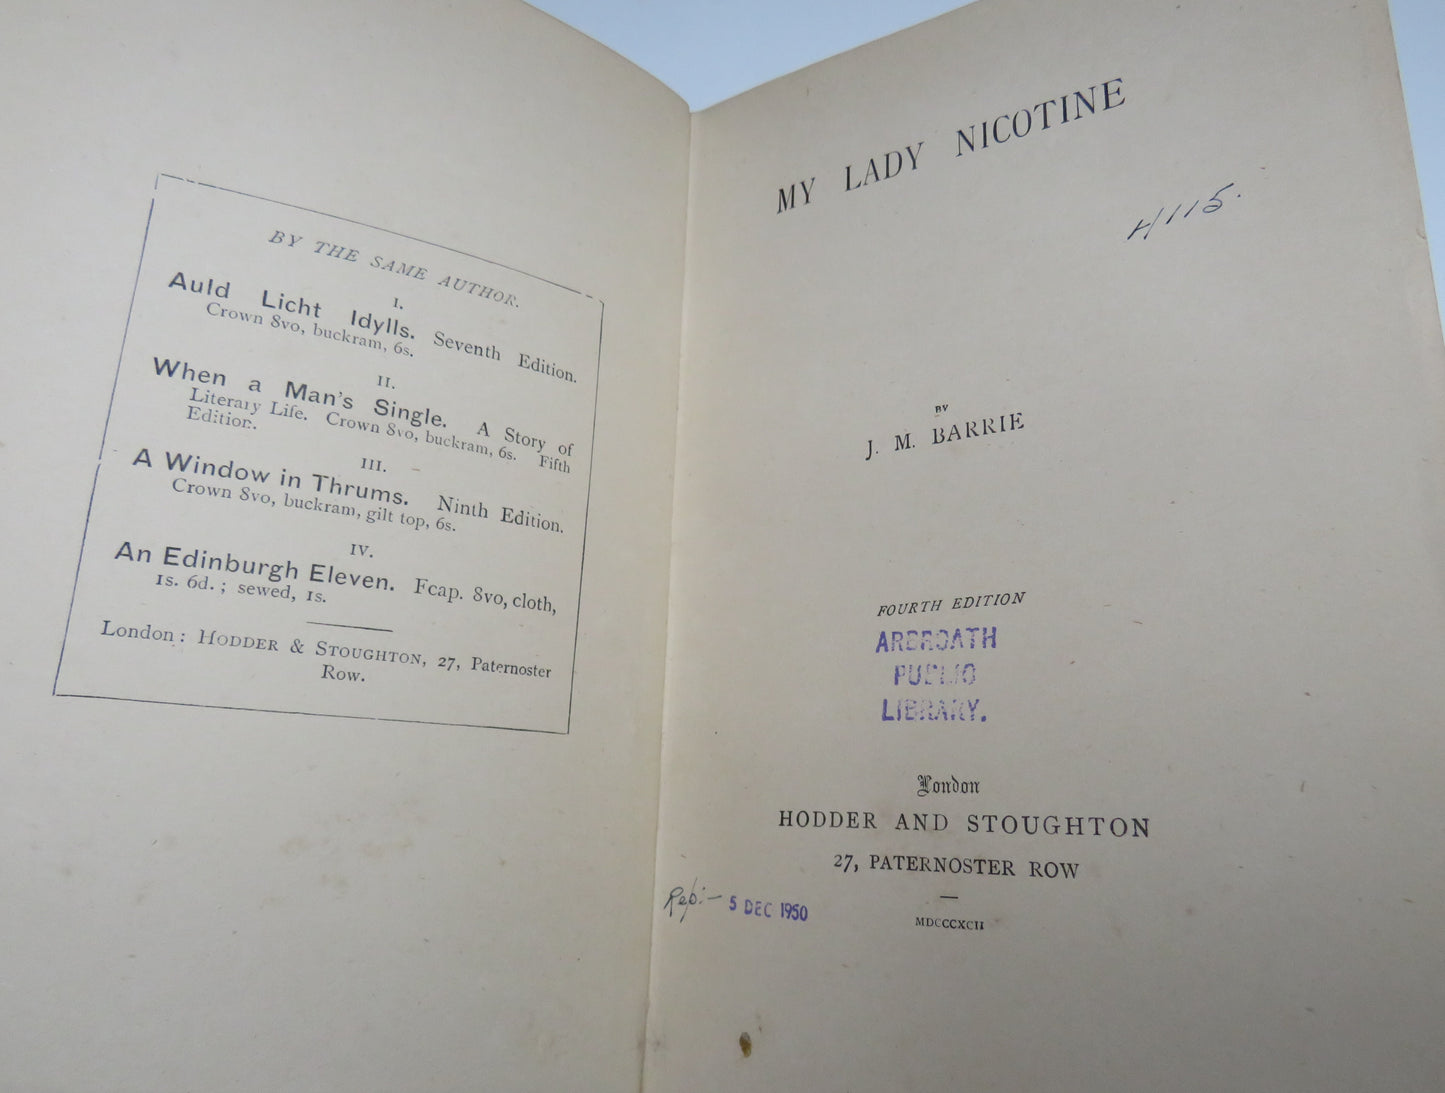 BY THE SAME AUTHOR.
I.
Auld Licht Idylls. Seventh Edition.
Crown 8vo, buckram, 6s.
II.
When a Man's Single. A Story of
Literary Life. Crown 8vo, buckram, 6s. Fifth
Edition.
III.
A Window in Thrums. Ninth Edition.
Crown 8vo, buckram, gilt top, 6s.
IV.
An Edinburgh Eleven. Fcap. 8vo, cloth,
1s. 6d.; sewed, 1s.
London: HODDER & STOUGHTON, 27, Paternoster
Row.
MY LADY NICOTINE
H115.
BY
J. M. BARRIE
FOURTH EDITION
ARBROATH
PUBLIC
LIBRARY.
London
HODDER AND STOUGHTON
27, PATERNOSTER ROW
Rep:- 5 DEC 1950
MDCCCXCII